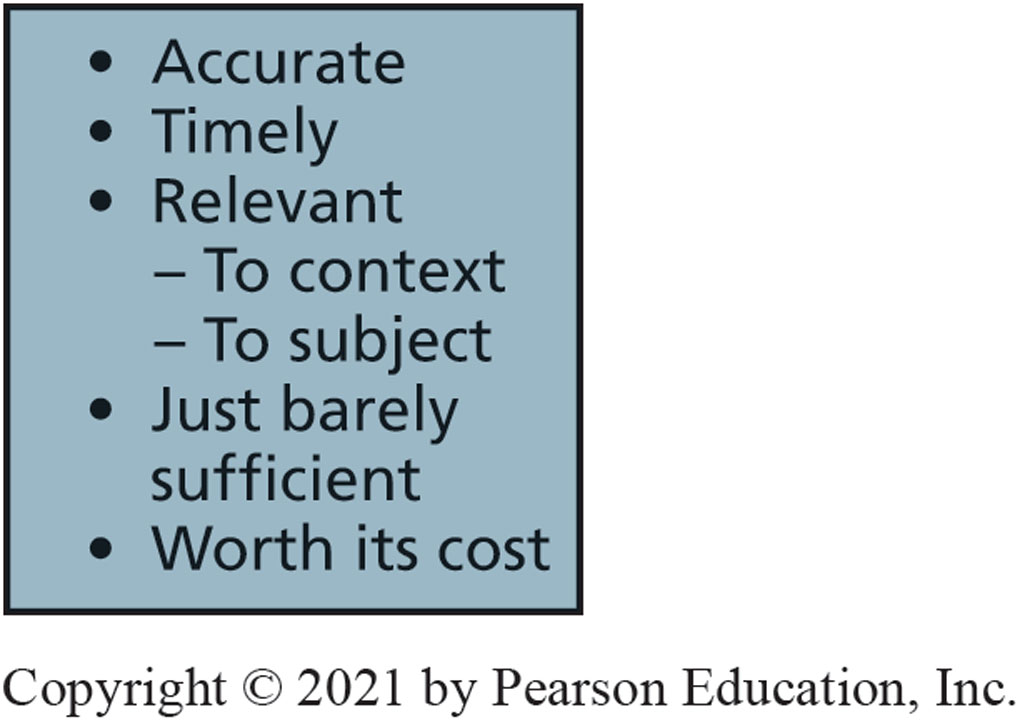 • Accurate
• Timely
• Relevant
– To context
– To subject
• Just barely
sufficient
• Worth its cost
Copyright © 2021 by Pearson Education, Inc.